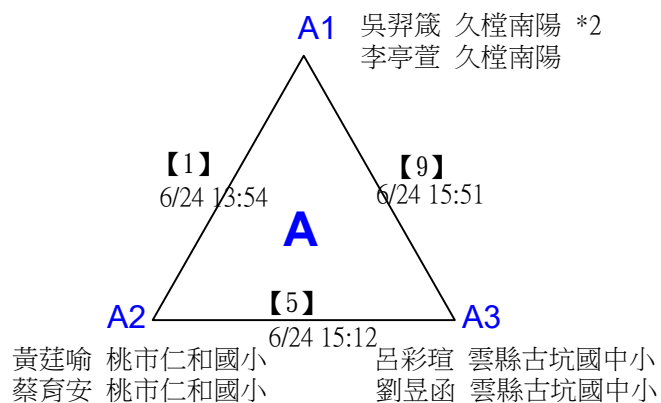 A1
吳羿箴 久樘南陽 *2
李亭萱 久樘南陽
【1】
6/24 13:54
【9】
6/24 15:51
A
【5】
6/24 15:12
A2
A3
黃莛喻 桃市仁和國小
蔡育安 桃市仁和國小
呂彩瑄 雲縣古坑國中小
劉昱函 雲縣古坑國中小